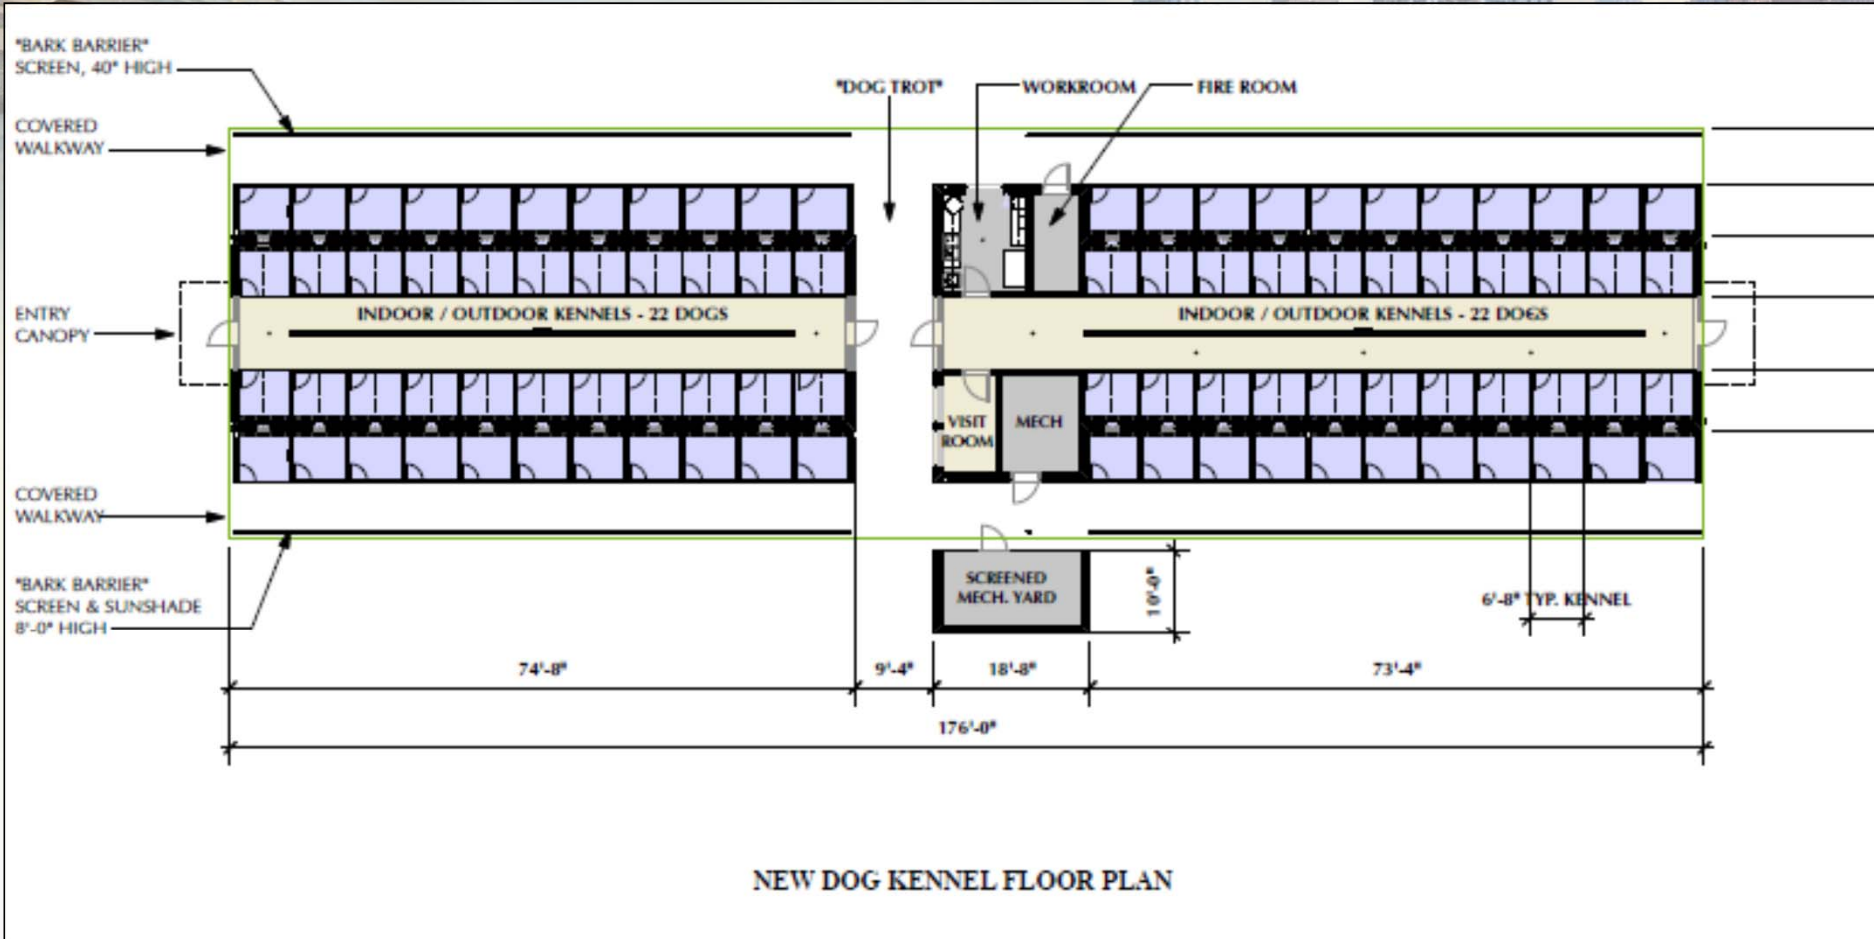 "BARK BARRIER"
SCREEN, 40" HIGH
"DOG TROT"
WORKROOM
FIRE ROOM
COVERED
WALKWAY
INDOOR / OUTDOOR KENNELS - 22 DOGS
INDOOR / OUTDOOR KENNELS - 22 DOGS
ENTRY
CANOPY
VISIT
ROOM
MECH
COVERED
WALKWAY
"BARK BARRIER"
SCREEN & SUNSHADE
8'-0" HIGH
SCREENED
MECH. YARD
10'-0"
6'-8" TYP. KENNEL
74'-8"
9'-4"
18'-8"
73'-4"
176'-0"
NEW DOG KENNEL FLOOR PLAN